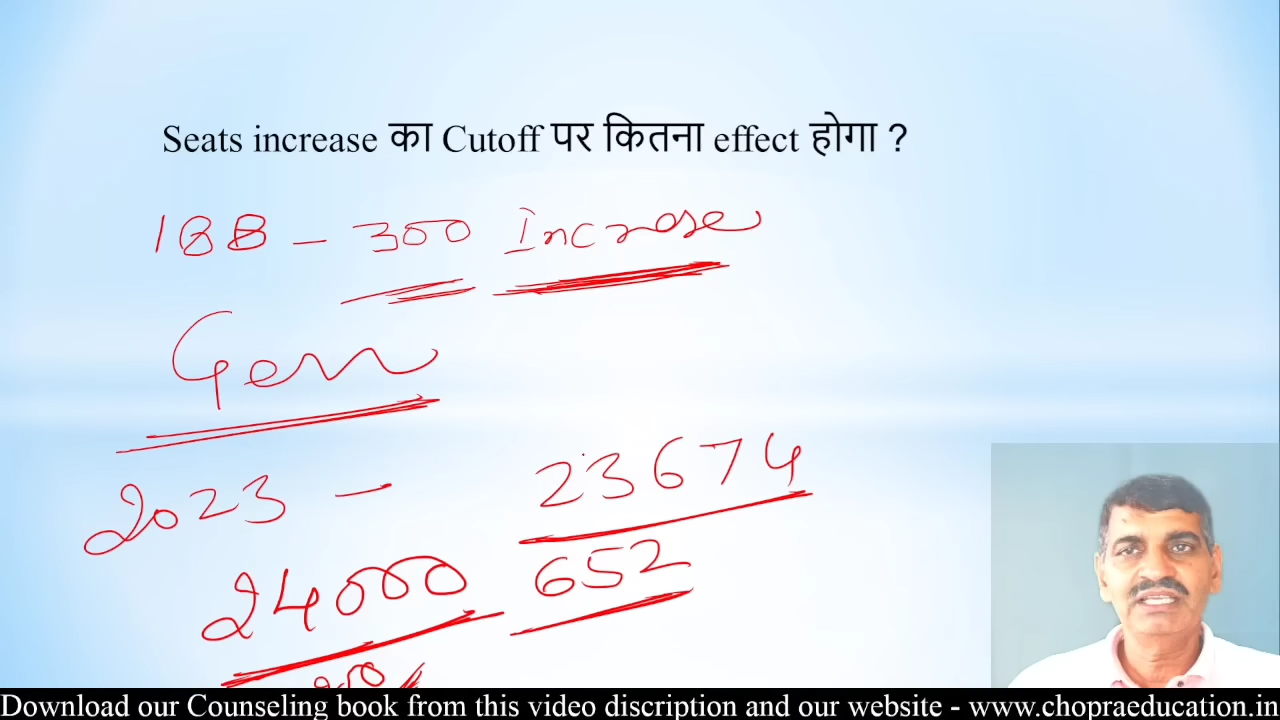 Seats increase का Cutoff पर कितना effect होगा ?
188 - 300 Increase
Gen
2023 - 23674
24000 652
Download our Counseling book from this video discription and our website - www.chopraeducation.in